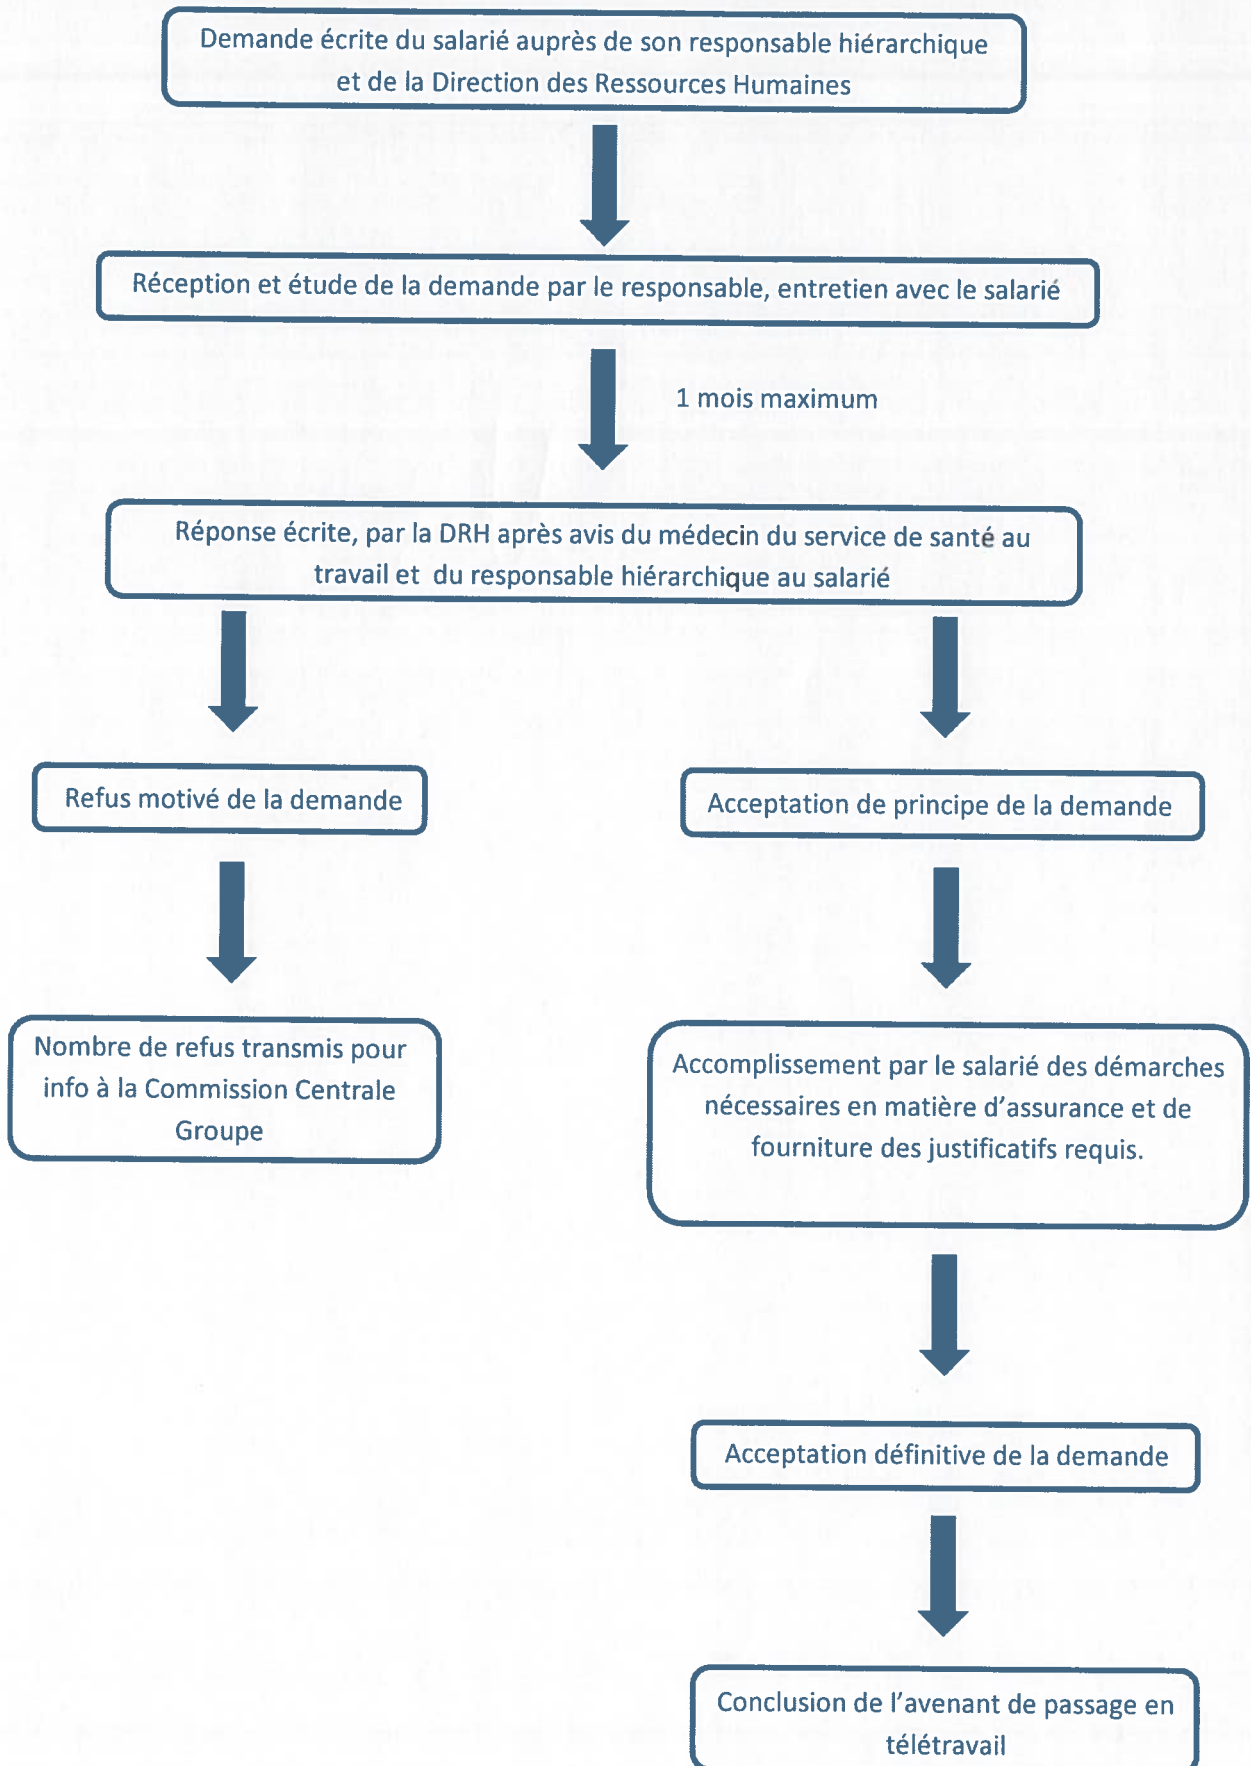 Demande écrite du salarié auprès de son responsable hiérarchique
et de la Direction des Ressources Humaines
Réception et étude de la demande par le responsable, entretien avec le salarié
1 mois maximum
Réponse écrite, par la DRH après avis du médecin du service de santé au
travail et du responsable hiérarchique au salarié
Refus motivé de la demande
Nombre de refus transmis pour
info à la Commission Centrale
Groupe
Acceptation de principe de la demande
Accomplissement par le salarié des démarches
nécessaires en matière d'assurance et de
fourniture des justificatifs requis.
Acceptation définitive de la demande
Conclusion de l'avenant de passage en
télétravail